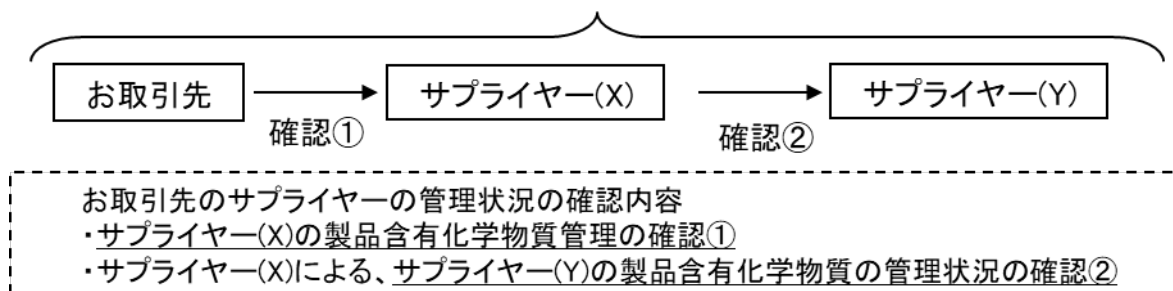 お取引先 サプライヤー(X) サプライヤー(Y)
確認① 確認②
お取引先のサプライヤーの管理状況の確認内容
・サプライヤー(X)の製品含有化学物質管理の確認①
・サプライヤー(X)による、サプライヤー(Y)の製品含有化学物質の管理状況の確認②